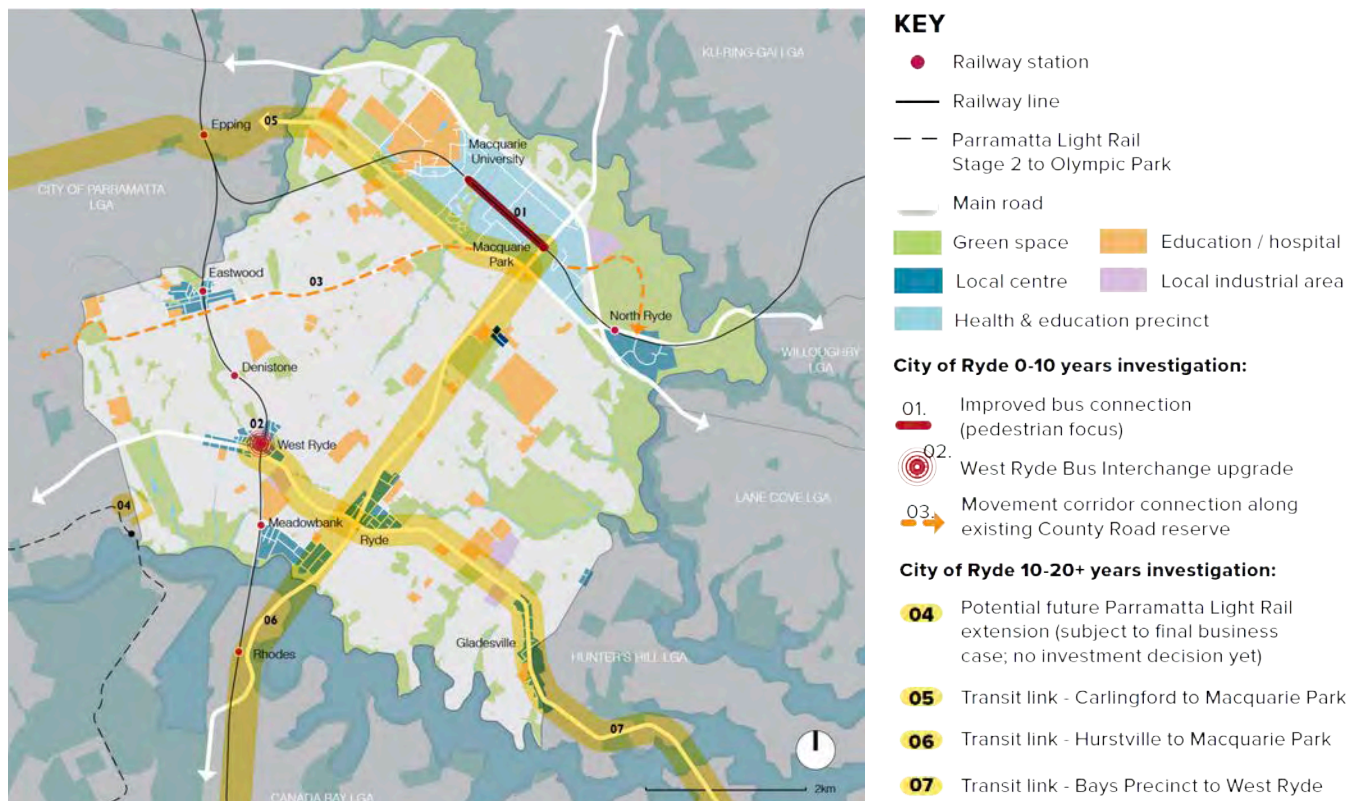 KU-RING-GAI LGA
Epping
05
Macquarie
University
CITY OF PARRAMATTA
LGA
01
Macquarie
Park
Eastwood
03
North Ryde
WILLOUGHBY
LGA
Denistone
02
West Ryde
LANE COVE LGA
04
Meadowbank
Ryde
06
Gladesville
HUNTER'S HILL LGA
Rhodes
07
2km
CANADA BAY LGA
KEY
Railway station
Railway line
Parramatta Light Rail
Stage 2 to Olympic Park
Main road
Green space
Education / hospital
Local centre
Local industrial area
Health & education precinct
City of Ryde 0-10 years investigation:
01.
Improved bus connection
(pedestrian focus)
02.
West Ryde Bus Interchange upgrade
03.
Movement corridor connection along
existing County Road reserve
City of Ryde 10-20+ years investigation:
04
Potential future Parramatta Light Rail
extension (subject to final business
case; no investment decision yet)
05
Transit link - Carlingford to Macquarie Park
06
Transit link - Hurstville to Macquarie Park
07
Transit link - Bays Precinct to West Ryde